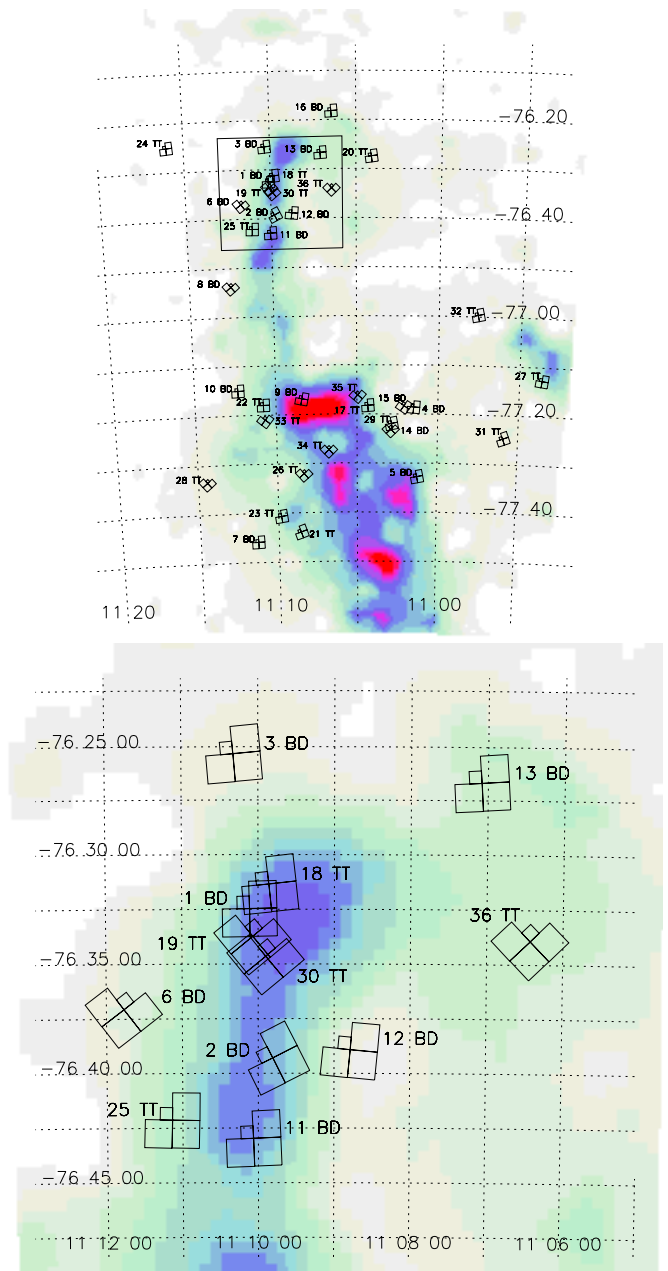 16 BD
-76.20
24 TT
3 BD
13 BD
20 TT
1 BD
18 TT
36 TT
19 TT
30 TT
6 BD
2 BD
12 BD
-76.40
25 TT
11 BD
8 BD
32 TT
-77.00
27 TT
10 BD
9 BD
35 TT
15 BD
22 TT
17 TT
4 BD
-77.20
33 TT
29 TT
14 BD
31 TT
34 TT
26 TT
5 BD
28 TT
23 TT
-77.40
7 BD
21 TT
11 20
11 10
11 00
-76.25 00
3 BD
13 BD
-76.30 00
18 TT
1 BD
36 TT
19 TT
-76.35 00
30 TT
6 BD
2 BD
12 BD
-76.40 00
25 TT
11 BD
-76.45 00
11 12 00
11 10 00
11 08 00
11 06 00